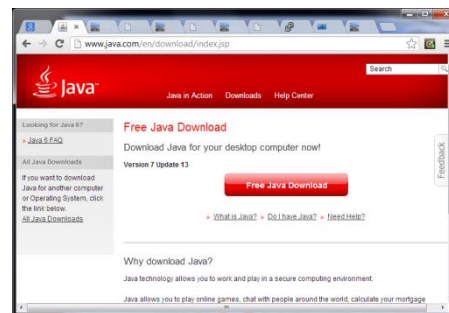 www.java.com/en/download/index.jsp
Search
Java™
Java in Action Downloads Help Center
Looking for Java 6?
» Java 6 FAQ
All Java Downloads
If you want to download
Java for another computer
or Operating System, click
the link below.
All Java Downloads
Free Java Download
Download Java for your desktop computer now!
Version 7 Update 13
Free Java Download
» What is Java? » Do I have Java? » Need Help?
Why download Java?
Java technology allows you to work and play in a secure computing environment.
Java allows you to play online games, chat with people around the world, calculate your mortgage
Feedback